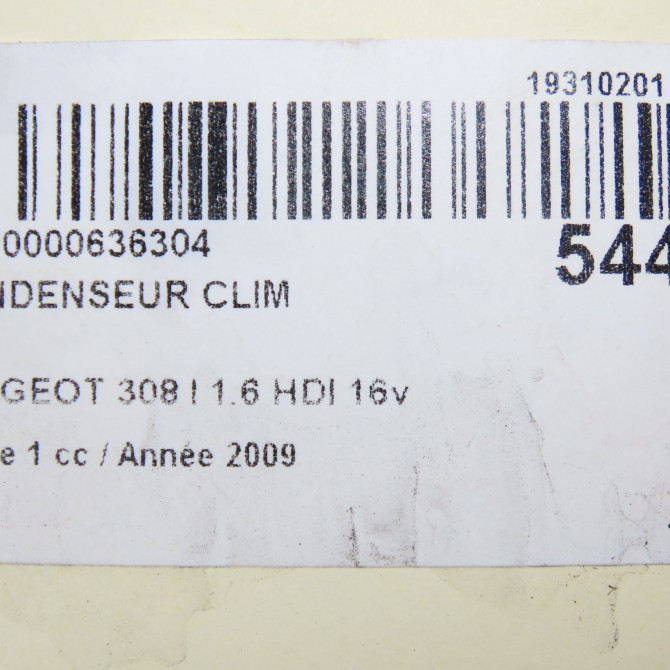 19310201
0000636304
544
NDENSEUR CLIM
GEOT 308 I 1.6 HDI 16v
e 1 cc / Année 2009